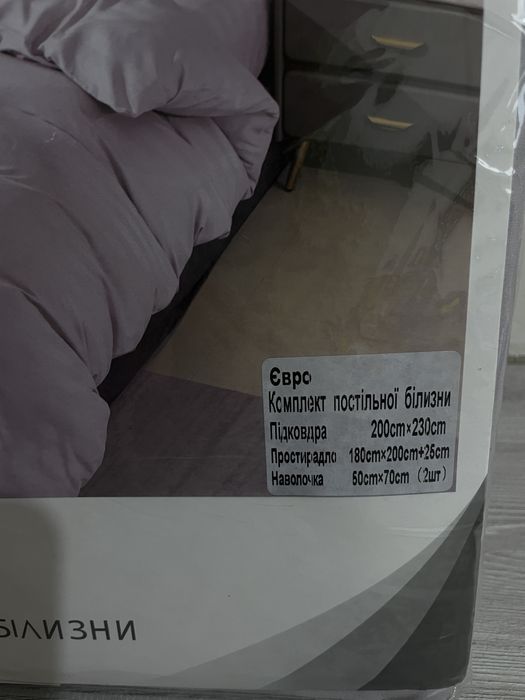 Євро
Комплект постільної білизни
Підковдра 200cm×230cm
Простирадло 180cm×200cm+25cm
Наволочка 50cm×70cm (2шт)
БІЛИЗНИ